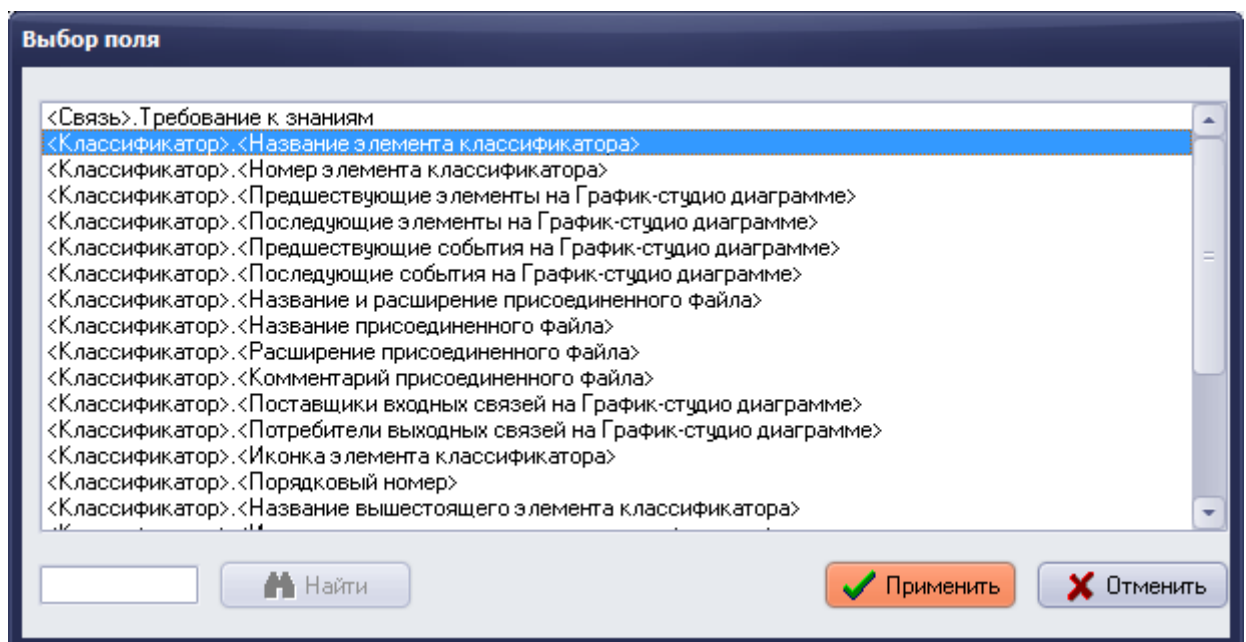 Выбор поля
<Связь>.Требование к знаниям
<Классификатор>.<Название элемента классификатора>
<Классификатор>.<Номер элемента классификатора>
<Классификатор>.<Предшествующие элементы на График-студио диаграмме>
<Классификатор>.<Последующие элементы на График-студио диаграмме>
<Классификатор>.<Предшествующие события на График-студио диаграмме>
<Классификатор>.<Последующие события на График-студио диаграмме>
<Классификатор>.<Название и расширение присоединенного файла>
<Классификатор>.<Название присоединенного файла>
<Классификатор>.<Расширение присоединенного файла>
<Классификатор>.<Комментарий присоединенного файла>
<Классификатор>.<Поставщики входных связей на График-студио диаграмме>
<Классификатор>.<Потребители выходных связей на График-студио диаграмме>
<Классификатор>.<Иконка элемента классификатора>
<Классификатор>.<Порядковый номер>
<Классификатор>.<Название вышестоящего элемента классификатора>
Найти
Применить
Отменить